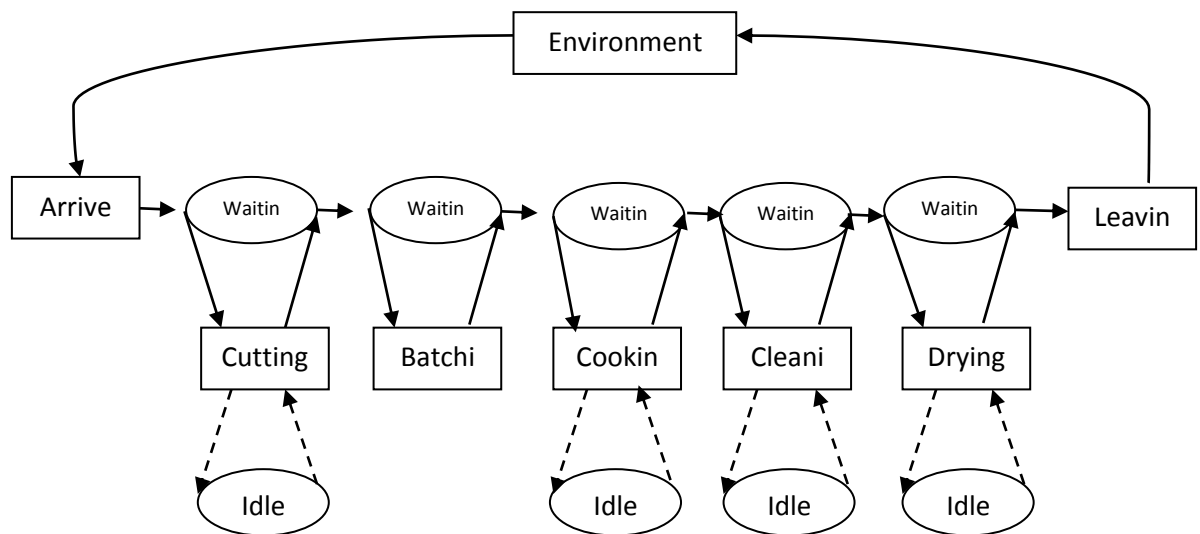 Environment
Arrive
Waitin
Waitin
Waitin
Waitin
Waitin
Leavin
Cutting
Batchi
Cookin
Cleani
Drying
Idle
Idle
Idle
Idle